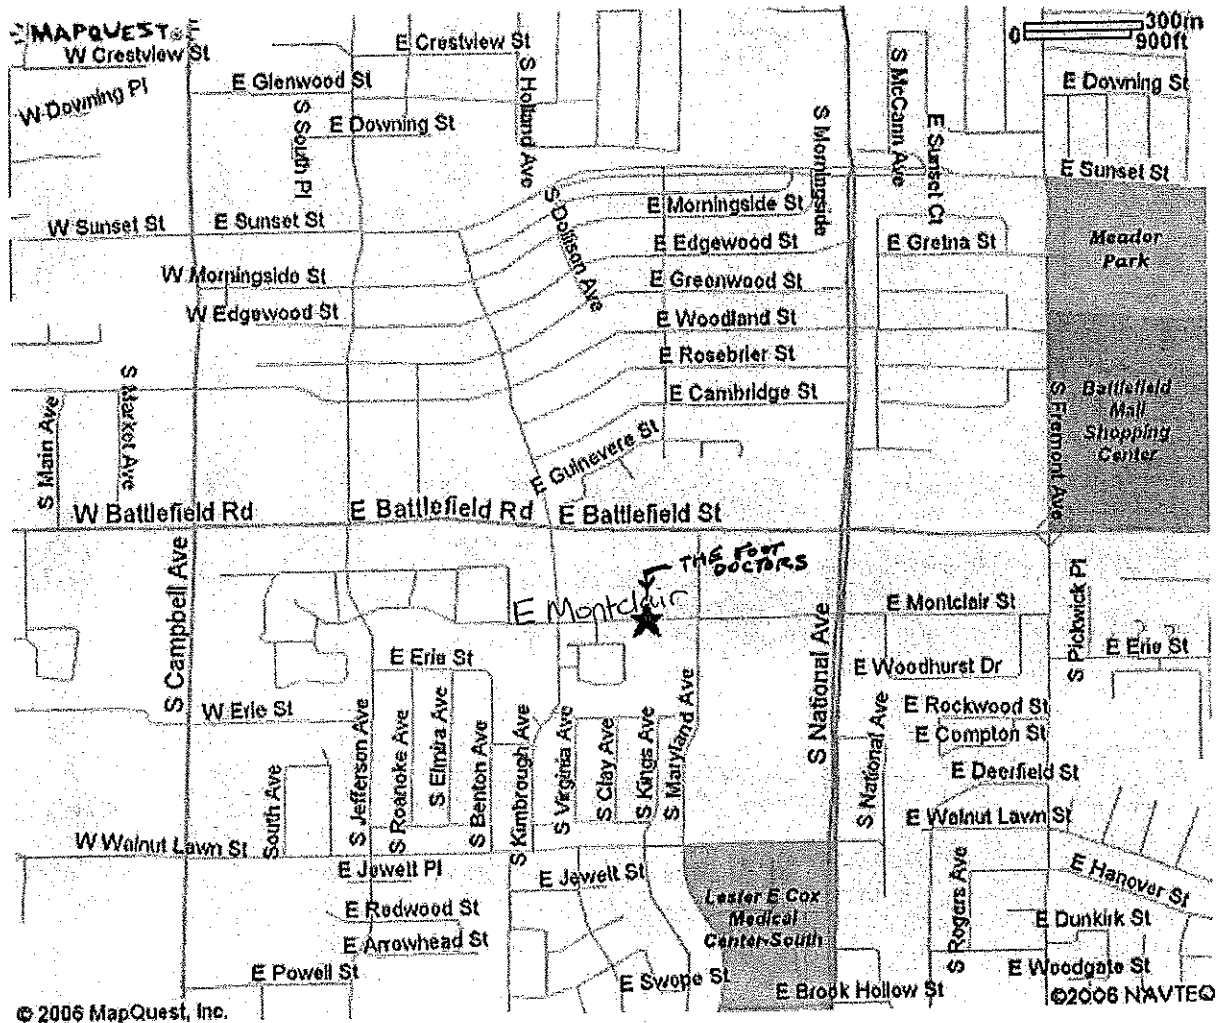 MAPQUEST
300m
0
900ft
W Crestview St
E Crestview St
E Glenwood St
E Downing St
W Downing Pl
E Downing St
S South Pl
S Holland Ave
S Morningside
S McCann Ave
E Sunset Ct
E Sunset St
W Sunset St
E Sunset St
E Morningside St
S Dollison Ave
E Edgewood St
E Gretna St
Meador
Park
W Morningside St
E Greenwood St
W Edgewood St
E Woodland St
E Rosebrier St
S Main Ave
S Market Ave
E Cambridge St
S Fremont Ave
Battlefield
Mall
Shopping
Center
E Guinevere St
W Battlefield Rd
E Battlefield Rd
E Battlefield St
THE FOOT
DOCTORS
S Campbell Ave
E Montclair
E Montclair St
S National Ave
S Pickwick Pl
E Erie St
E Woodhurst Dr
E Erie St
W Erie St
E Rockwood St
E Compton St
E Deerfield St
South Ave
S Jefferson Ave
S Roanoke Ave
S Elmira Ave
S Benton Ave
S Kimbrough Ave
S Virginia Ave
S Clay Ave
S Kings Ave
S Maryland Ave
S National Ave
E Walnut Lawn St
W Walnut Lawn St
E Jewell Pl
E Jewell St
E Hanover St
Lester E Cox
Medical
Center-South
S Rogers Ave
E Redwood St
E Dunkirk St
E Arrowhead St
E Powell St
E Swope St
E Woodgate St
E Brook Hollow St
© 2006 MapQuest, Inc.
©2006 NAVTEQ